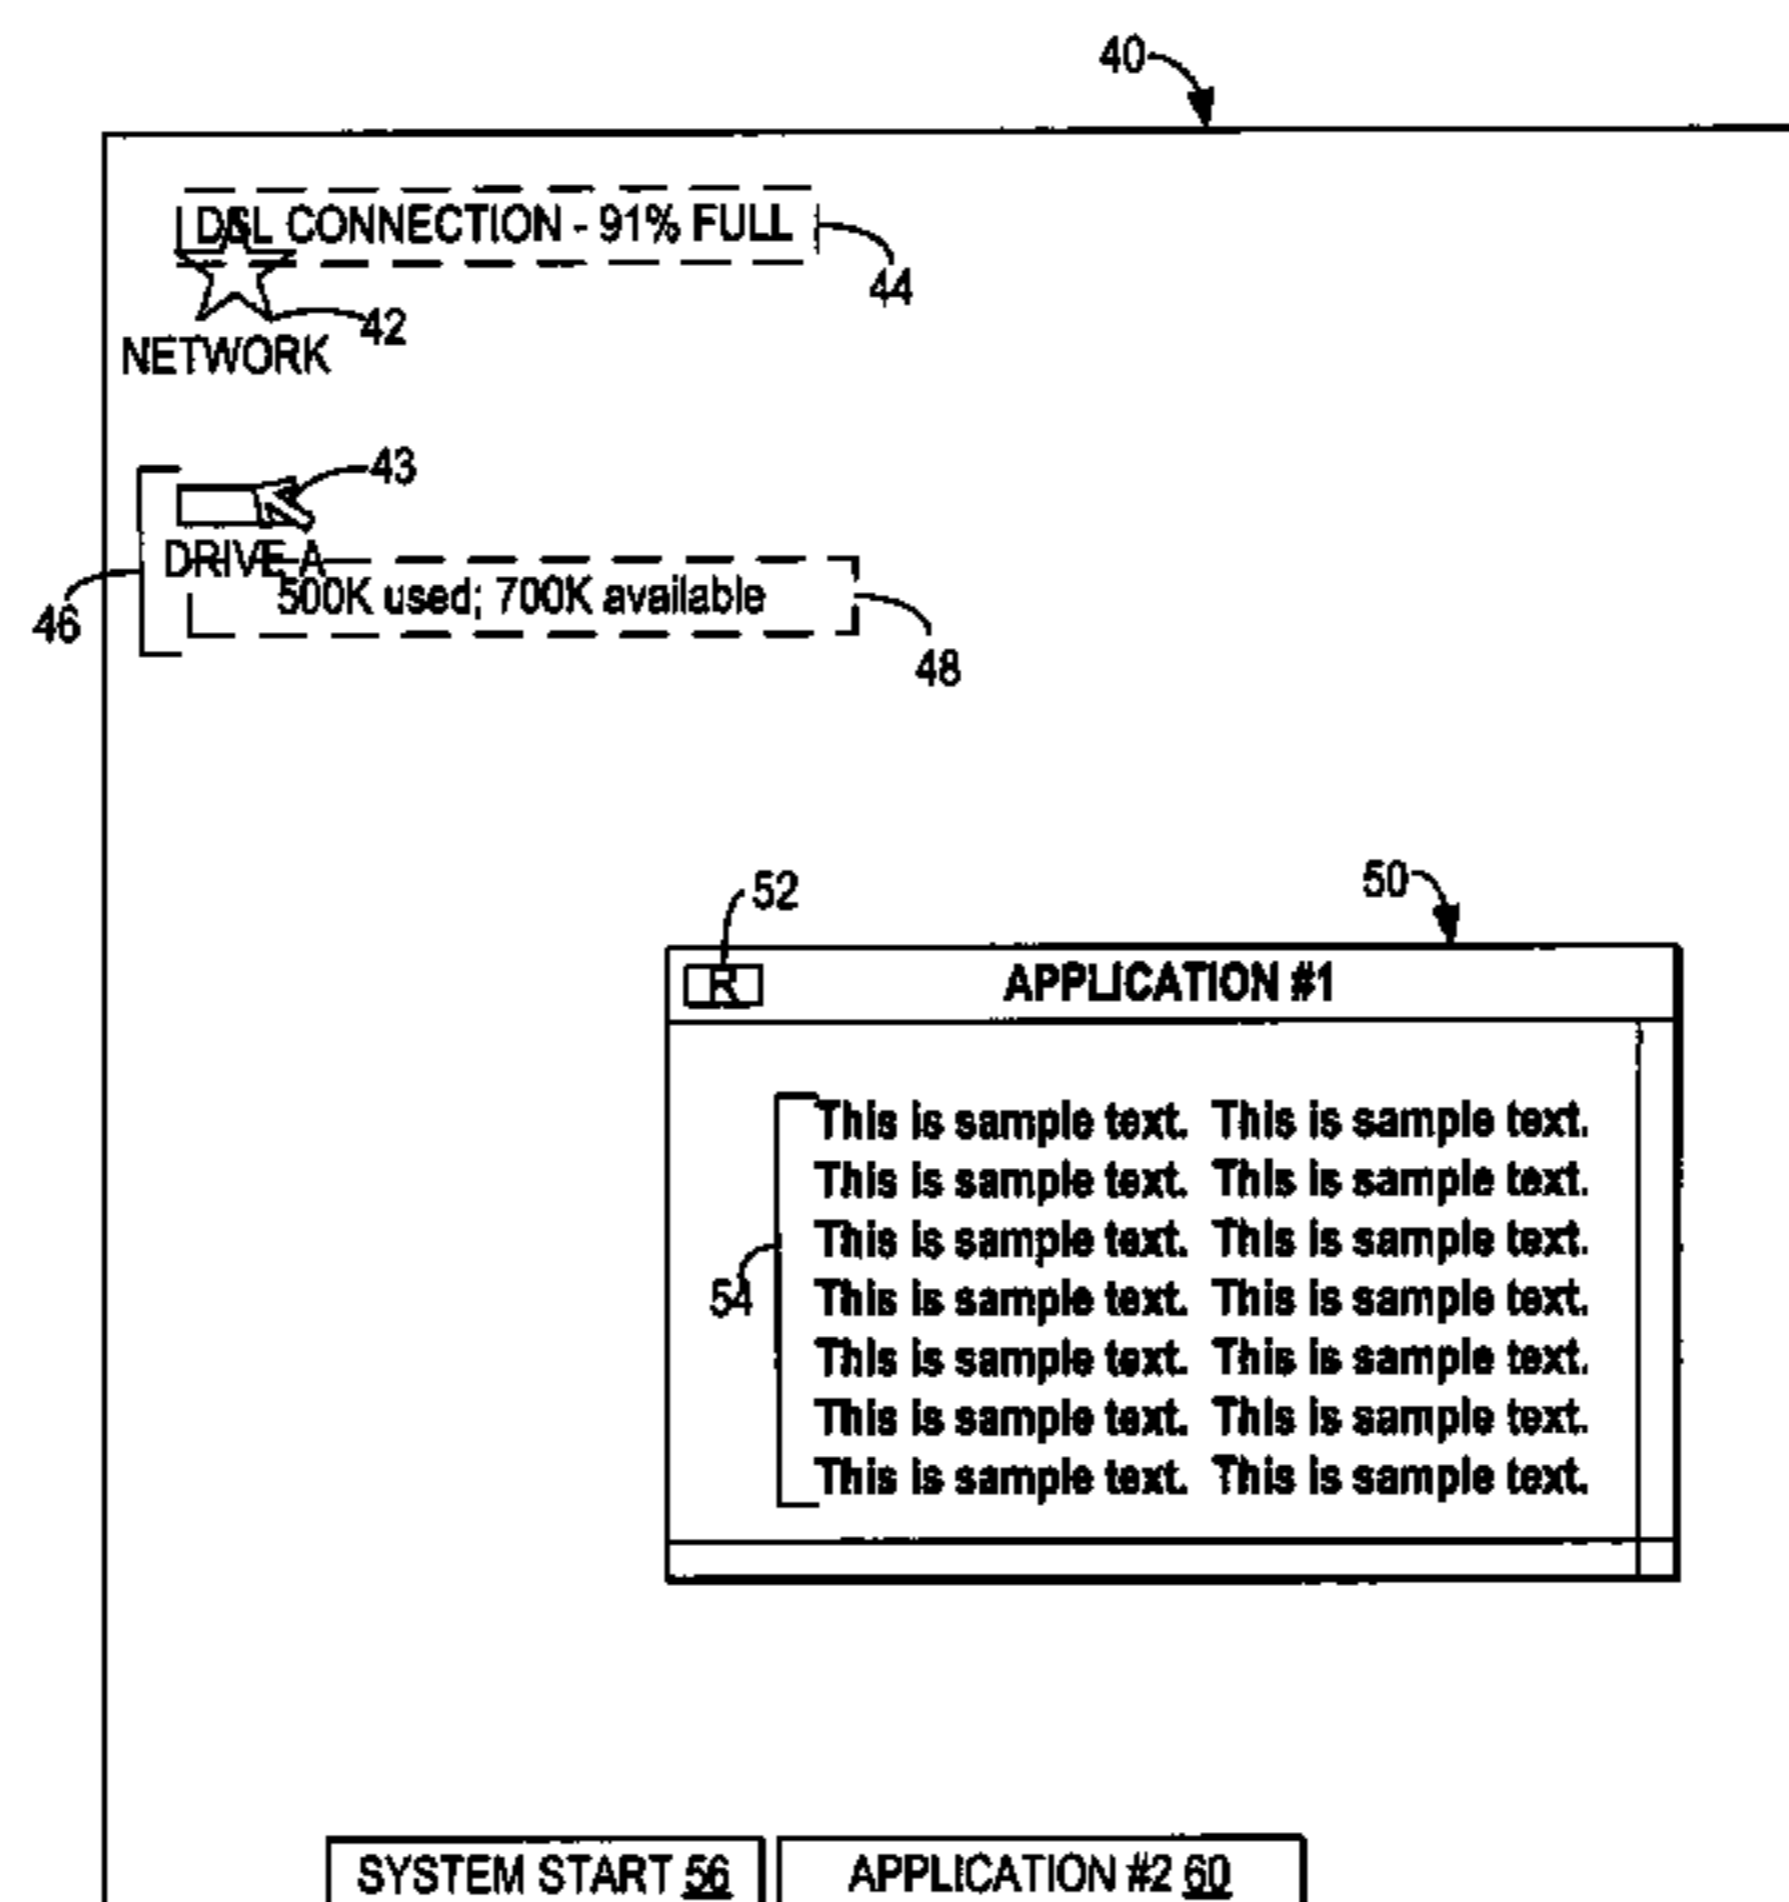 40
DSL CONNECTION - 91% FULL
44
42
NETWORK
43
DRIVE A
500K used; 700K available
46
48
52
50
R
APPLICATION #1
This is sample text. This is sample text.
This is sample text. This is sample text.
This is sample text. This is sample text.
54
This is sample text. This is sample text.
This is sample text. This is sample text.
This is sample text. This is sample text.
This is sample text. This is sample text.
SYSTEM START 56
APPLICATION #2 60